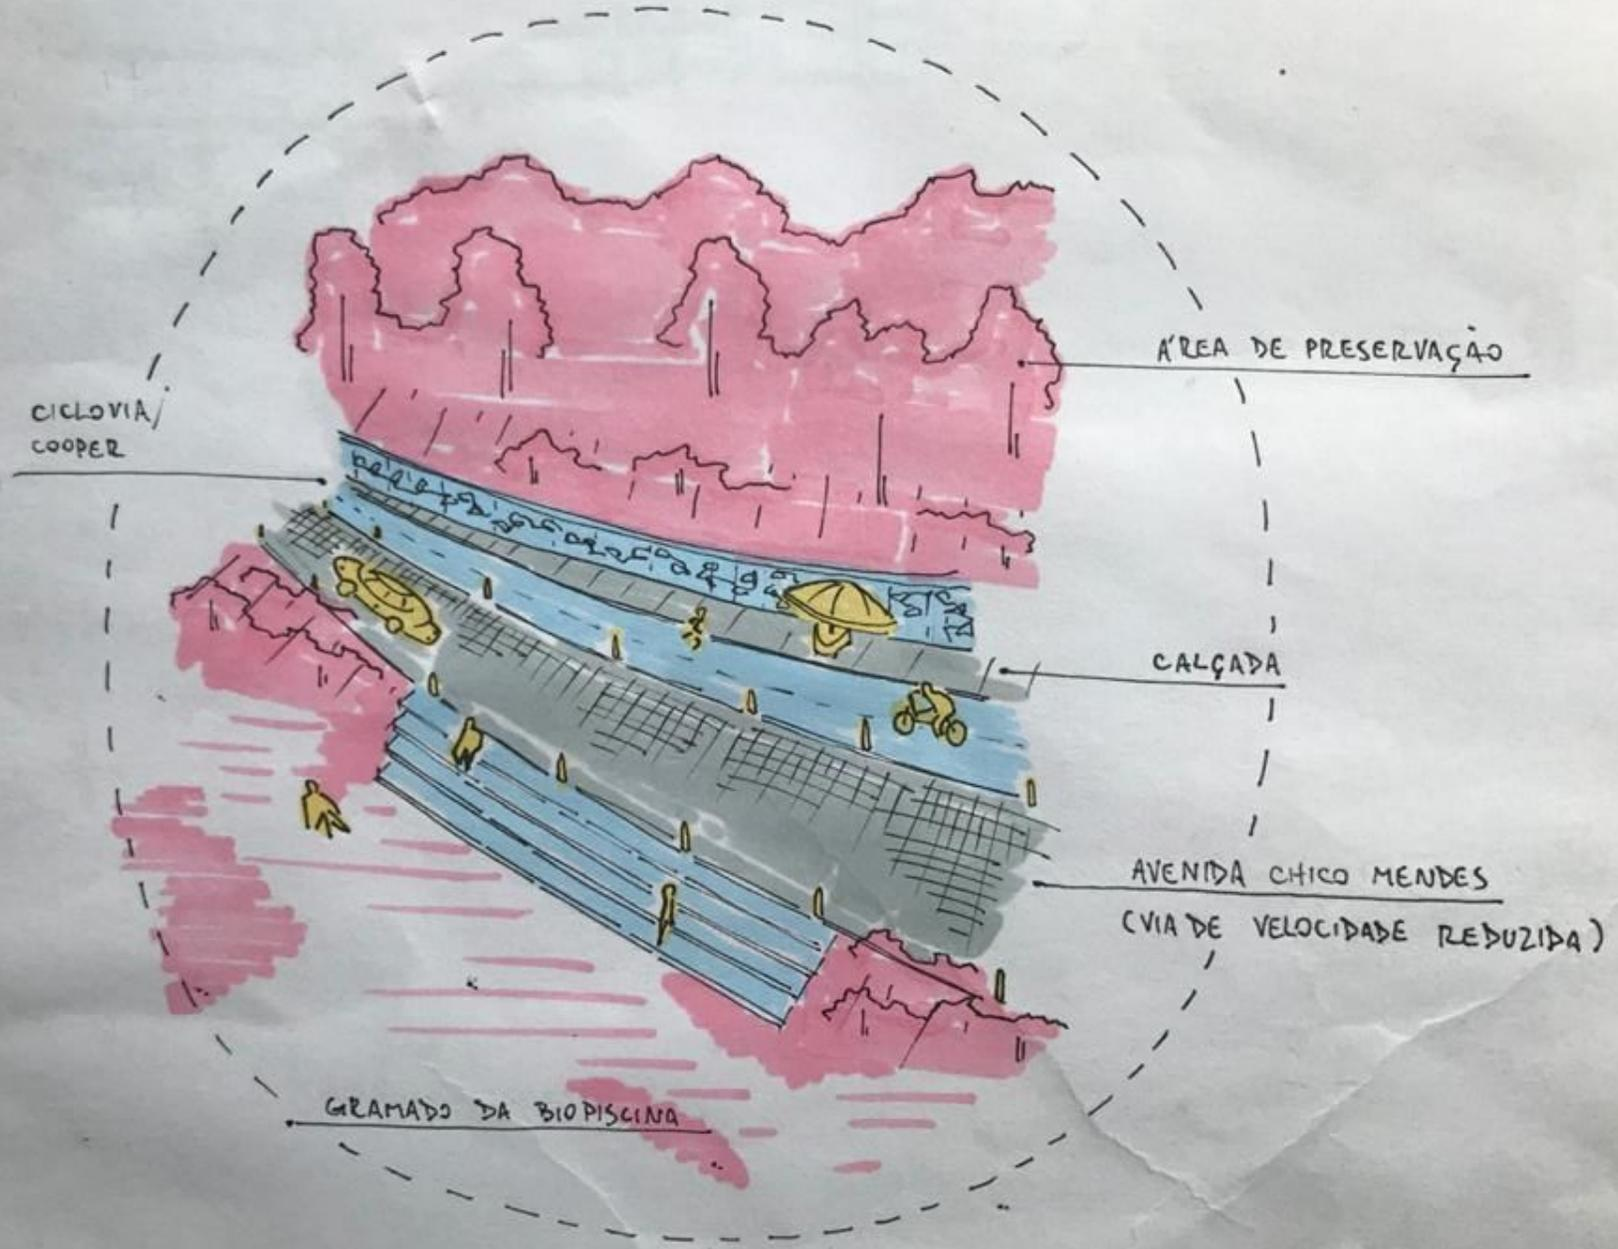 ÁREA DE PRESERVAÇÃO
CICLOVIA/
COOPER
CALÇADA
AVENIDA CHICO MENDES
(VIA DE VELOCIDADE REDUZIDA)
GRAMADO DA BIOPISCINA